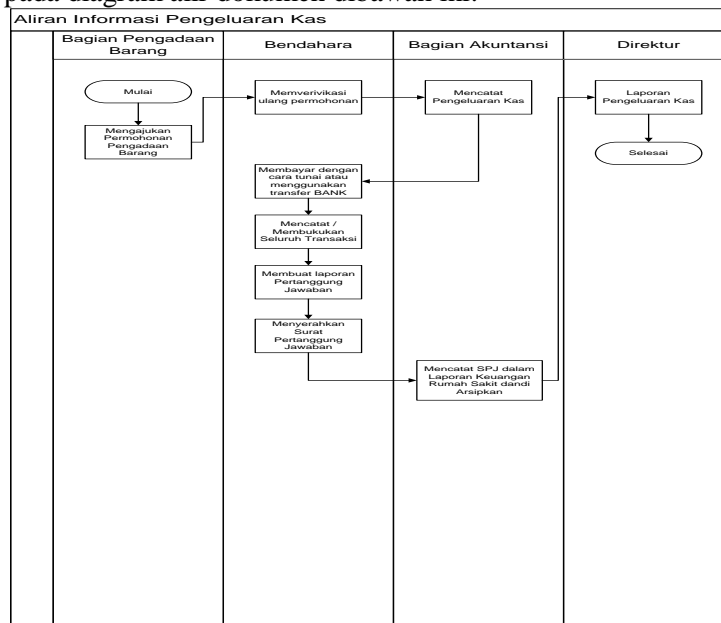 pada diagram alir dokumen dibawah ini:
Aliran Informasi Pengeluaran Kas
Bagian Pengadaan
Barang
Bendahara
Bagian Akuntansi
Direktur
Mulai
Mengajukan
Permohonan
Pengadaan
Barang
Memverivikasi
ulang permohonan
Mencatat
Pengeluaran Kas
Laporan
Pengeluaran Kas
Selesai
Membayar dengan
cara tunai atau
menggunakan
transfer BANK
Mencatat /
Membukukan
Seluruh Transaksi
Membuat laporan
Pertanggung
Jawaban
Menyerahkan
Surat
Pertanggung
Jawaban
Mencatat SPJ dalam
Laporan Keuangan
Rumah Sakit dandi
Arsipkan